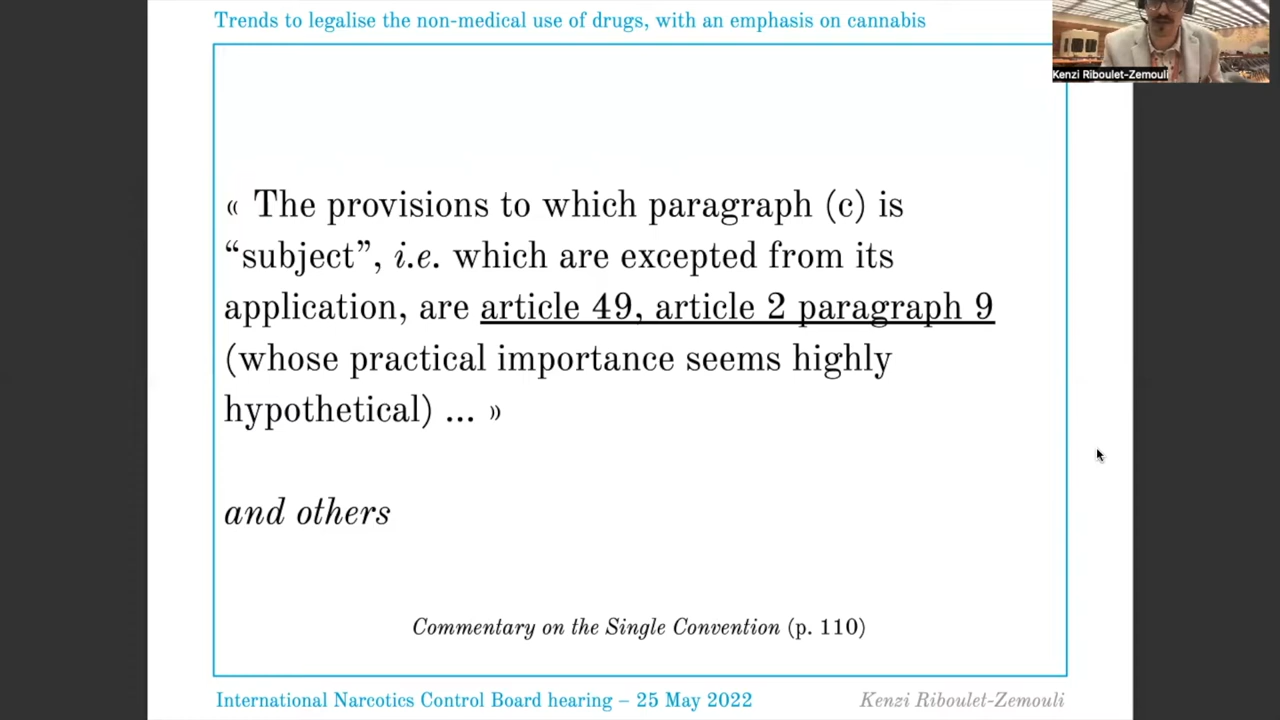 Trends to legalise the non-medical use of drugs, with an emphasis on cannabis
Kenzi Riboulet-Zemouli
« The provisions to which paragraph (c) is
“subject”, i.e. which are excepted from its
application, are article 49, article 2 paragraph 9
(whose practical importance seems highly
hypothetical) ... »
and others
Commentary on the Single Convention (p. 110)
International Narcotics Control Board hearing – 25 May 2022
Kenzi Riboulet-Zemouli